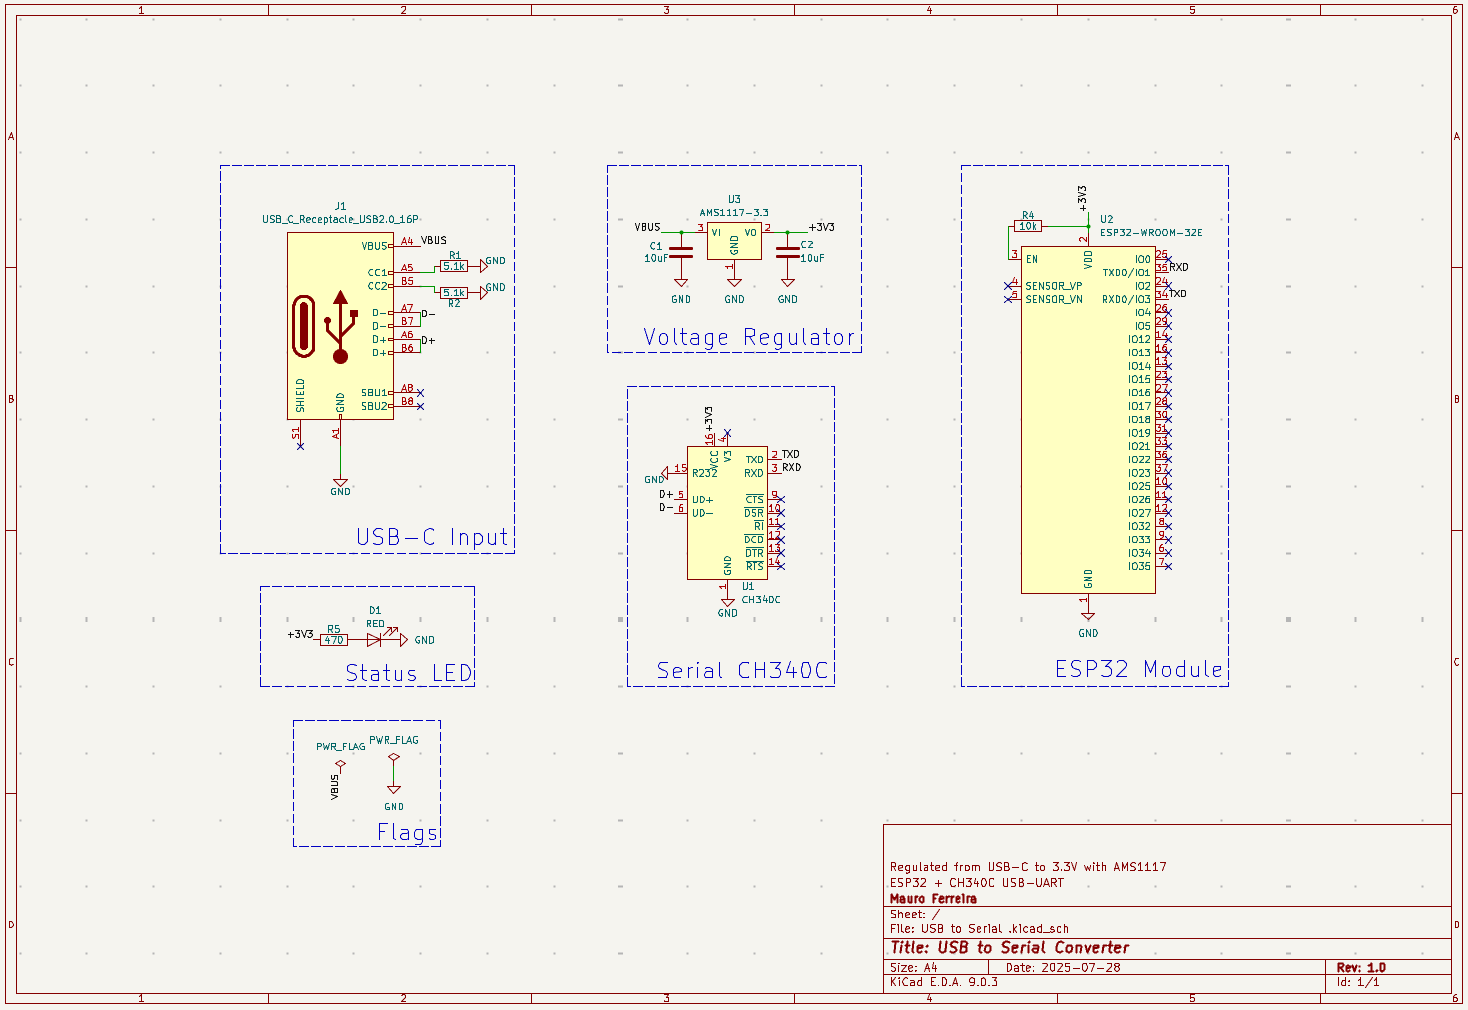 1 2 3 4 5 6
A
B
C
D
J1
USB_C_Receptacle_USB2.0_16P
VBUS A4 VBUS
CC1 A5
CC2 B5
R1
5.1k
GND
5.1k
R2
GND
D- A7
D- B7
D-
D+ A6
D+ B6
D+
SBU1 A8
SBU2 B8
SHIELD
S1
GND
A1
GND
USB-C Input
U3
AMS1117-3.3
VBUS
3 VI
VO 2
+3V3
GND
1
C1
10uF
C2
10uF
GND
GND
GND
Voltage Regulator
+3V3
16
VCC
4
V3
GND
15 R232
D+ 5 UD+
D- 6 UD-
TXD 2 TXD
RXD 3 RXD
CTS 9
DSR 10
RI 11
DCD 12
DTR 13
RTS 14
GND
1
U1
CH340C
GND
Serial CH340C
+3V3
R4
10k
U2
ESP32-WROOM-32E
2
VDD
3 EN
4 SENSOR_VP
5 SENSOR_VN
IO0 25
TXD0/IO1 35 RXD
IO2 24
RXD0/IO3 34 TXD
IO4 26
IO5 29
IO12 14
IO13 16
IO14 13
IO15 23
IO16 27
IO17 28
IO18 30
IO19 31
IO21 33
IO22 36
IO23 37
IO25 10
IO26 11
IO27 12
IO32 8
IO33 9
IO34 6
IO35 7
GND
1
GND
ESP32 Module
D1
RED
+3V3
R5
470
GND
Status LED
PWR_FLAG
VBUS
PWR_FLAG
GND
Flags
Regulated from USB-C to 3.3V with AMS1117
ESP32 + CH340C USB-UART
Mauro Ferreira
Sheet: /
File: USB to Serial .kicad_sch
Title: USB to Serial Converter
Size: A4 Date: 2025-07-28 Rev: 1.0
KiCad E.D.A. 9.0.3 Id: 1/1
A
B
C
D
1 2 3 4 5 6